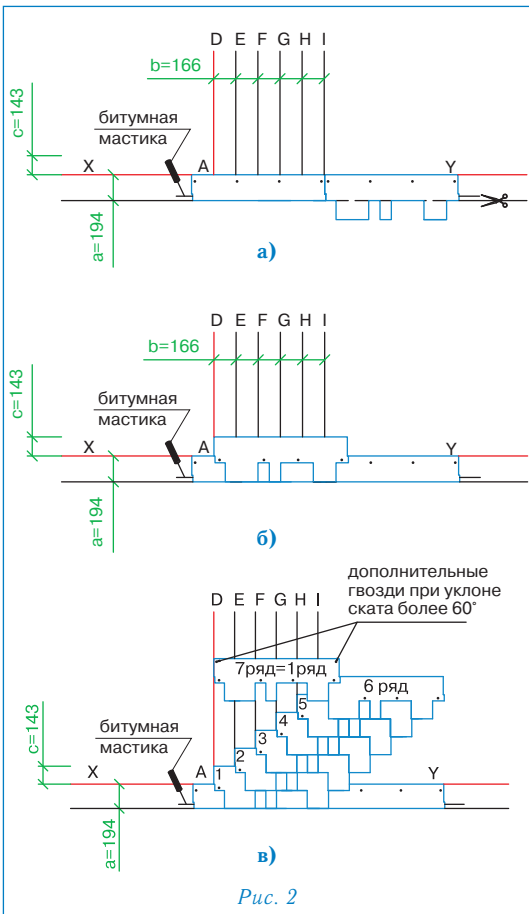 D E F G H I
b=166
c=143
битумная
мастика
X A Y
a=194
а)
D E F G H I
b=166
c=143
битумная
мастика
X A Y
a=194
б)
дополнительные
гвозди при уклоне
ската более 60°
D E F G H I
7ряд=1ряд
6 ряд
5
4
3
2
1
c=143
битумная
мастика
X A Y
a=194
в)
Рис. 2